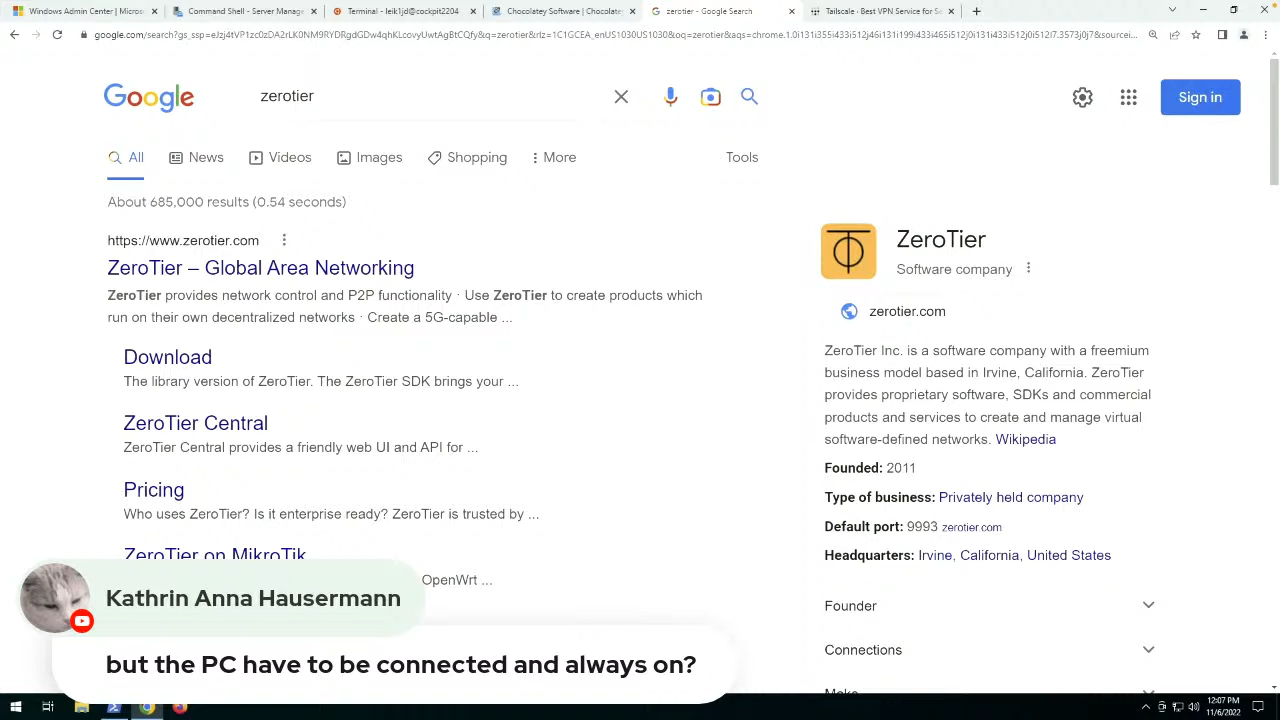 Windows Admin Center | Micros
Command Shell - Server Manage
Terminal - leik1jd@cockpit2204
Chocolatey Software | Chocolatey
zerotier - Google Search
Tailscale · Best VPN Service for S
Google
zerotier
Sign in
All
News
Videos
Images
Shopping
More
Tools
About 685,000 results (0.54 seconds)
https://www.zerotier.com
ZeroTier – Global Area Networking
ZeroTier provides network control and P2P functionality · Use ZeroTier to create products which
run on their own decentralized networks · Create a 5G-capable ...
Download
The library version of ZeroTier. The ZeroTier SDK brings your ...
ZeroTier Central
ZeroTier Central provides a friendly web UI and API for ...
Pricing
Who uses ZeroTier? Is it enterprise ready? ZeroTier is trusted by ...
ZeroTier on MikroTik
OpenWrt ...
ZeroTier
Software company
zerotier.com
ZeroTier Inc. is a software company with a freemium
business model based in Irvine, California. ZeroTier
provides proprietary software, SDKs and commercial
products and services to create and manage virtual
software-defined networks. Wikipedia
Founded: 2011
Type of business: Privately held company
Default port: 9993 zerotier.com
Headquarters: Irvine, California, United States
Founder
Connections
Kathrin Anna Hausermann
but the PC have to be connected and always on?
12:07 PM
11/6/2022